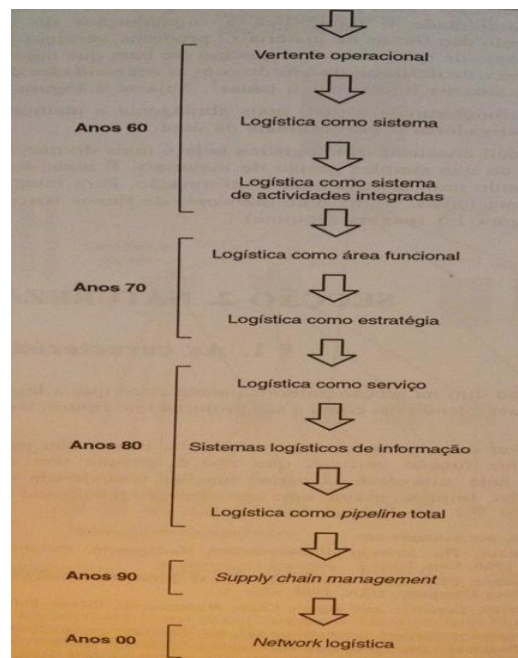 Vertente operacional
Anos 60
Logística como sistema
Logística como sistema
de actividades integradas
Logística como área funcional
Anos 70
Logística como estratégia
Logística como serviço
Anos 80
Sistemas logísticos de informação
Logística como pipeline total
Anos 90
Supply chain management
Anos 00
Network logística